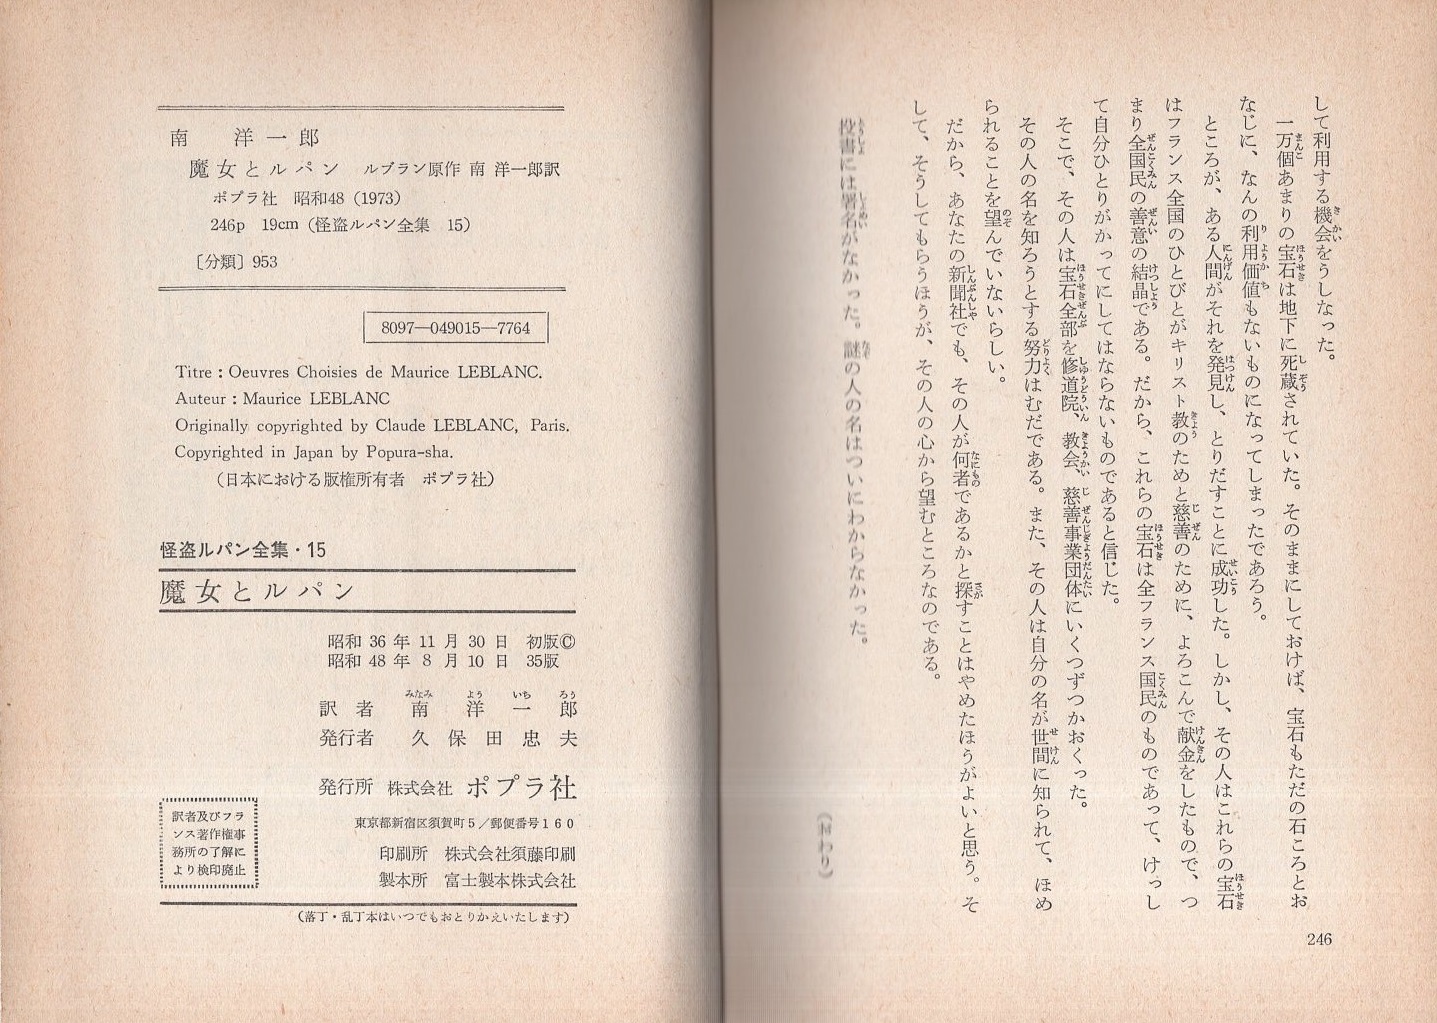 して利用する機会をうしなった。
一万個あまりの宝石は地下に死蔵されていた。そのままにしておけば、宝石もただの石ころとお
なじに、なんの利用価値もないものになってしまったであろう。
ところが、ある人間がそれを発見し、とりだすことに成功した。しかし、その人はこれらの宝石
はフランス全国のひとびとがキリスト教のためと慈善のために、よろこんで献金をしたもので、つ
まり全国民の善意の結晶である。だから、これらの宝石は全フランス国民のものであって、けっし
て自分ひとりがかってにしてはならないものであると信じた。
そこで、その人は宝石全部を修道院、教会、慈善事業団体にいくつずつかおくった。
その人の名を知ろうとする努力はむだである。また、その人は自分の名が世間に知られて、ほめ
られることを望んでいないらしい。
だから、あなたの新聞社でも、その人が何者であるかと探すことはやめたほうがよいと思う。そ
して、そうしてもらうほうが、その人の心から望むところなのである。
投書には署名がなかった。謎の人の名はついにわからなかった。
(おわり)
246
南　洋一郎
魔女とルパン　ルブラン原作 南 洋一郎訳
ポプラ社　昭和48 (1973)
246p　19cm (怪盗ルパン全集　15)
〔分類〕953
8097—049015—7764
Titre : Oeuvres Choisies de Maurice LEBLANC.
Auteur : Maurice LEBLANC
Originally copyrighted by Claude LEBLANC, Paris.
Copyrighted in Japan by Popura-sha.
(日本における版権所有者　ポプラ社)
怪盗ルパン全集・15
魔女とルパン
昭和 36 年 11 月 30 日　初版©
昭和 48 年 8 月 10 日　35版
みなみ　よう　いち　ろう
訳　者　南　洋　一　郎
発行者　久　保　田　忠　夫
発行所　株式会社　ポプラ社
東京都新宿区須賀町5／郵便番号160
印刷所　株式会社須藤印刷
製本所　富士製本株式会社
訳者及びフラ
ンス著作権事
務所の了解に
より検印廃止
(落丁・乱丁本はいつでもおとりかえいたします)